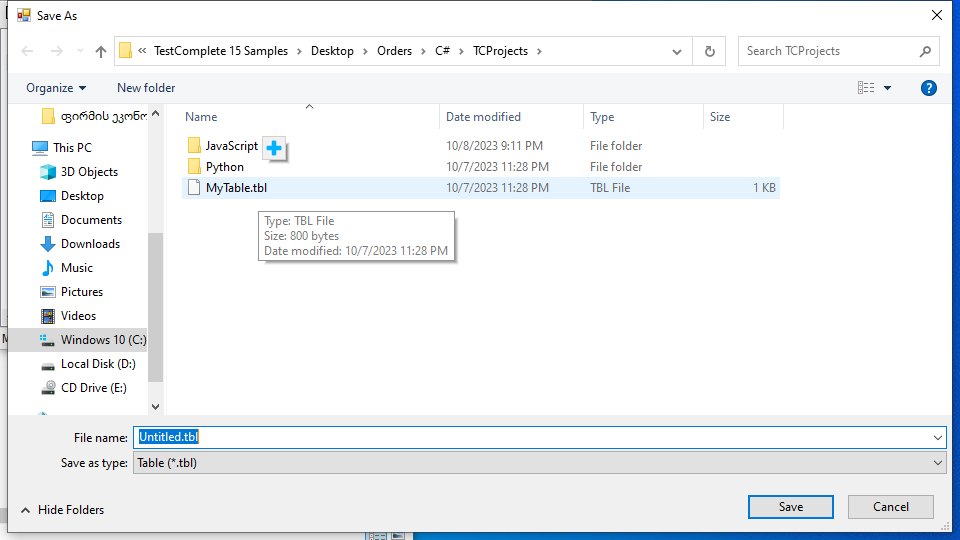 Save As
« TestComplete 15 Samples > Desktop > Orders > C# > TCProjects >
Search TCProjects
Organize
New folder
?
Name
Date modified
Type
Size
ფირმის ეკონო
This PC
3D Objects
Desktop
Documents
Downloads
Music
Pictures
Videos
Windows 10 (C:)
Local Disk (D:)
CD Drive (E:)
JavaScript 10/8/2023 9:11 PM File folder
Python 10/7/2023 11:28 PM File folder
MyTable.tbl 10/7/2023 11:28 PM TBL File 1 KB
Type: TBL File
Size: 800 bytes
Date modified: 10/7/2023 11:28 PM
File name: Untitled.tbl
Save as type: Table (*.tbl)
Hide Folders
Save
Cancel